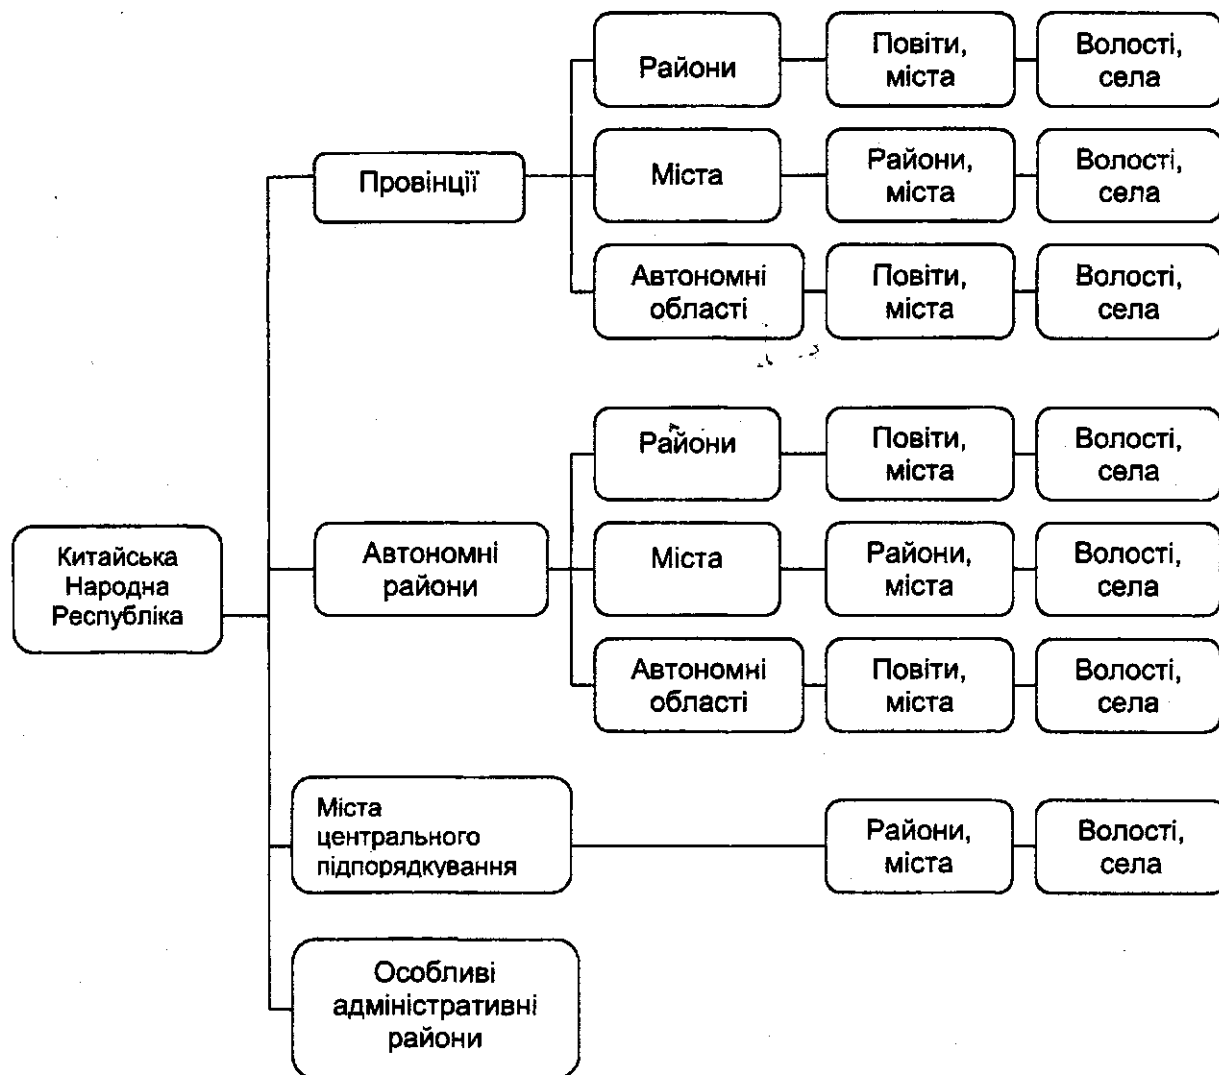 Китайська
Народна
Республіка
Провінції
Райони
Повіти,
міста
Волості,
села
Міста
Райони,
міста
Волості,
села
Автономні
області
Повіти,
міста
Волості,
села
Автономні
райони
Райони
Повіти,
міста
Волості,
села
Міста
Райони,
міста
Волості,
села
Автономні
області
Повіти,
міста
Волості,
села
Міста
центрального
підпорядкування
Райони,
міста
Волості,
села
Особливі
адміністративні
райони